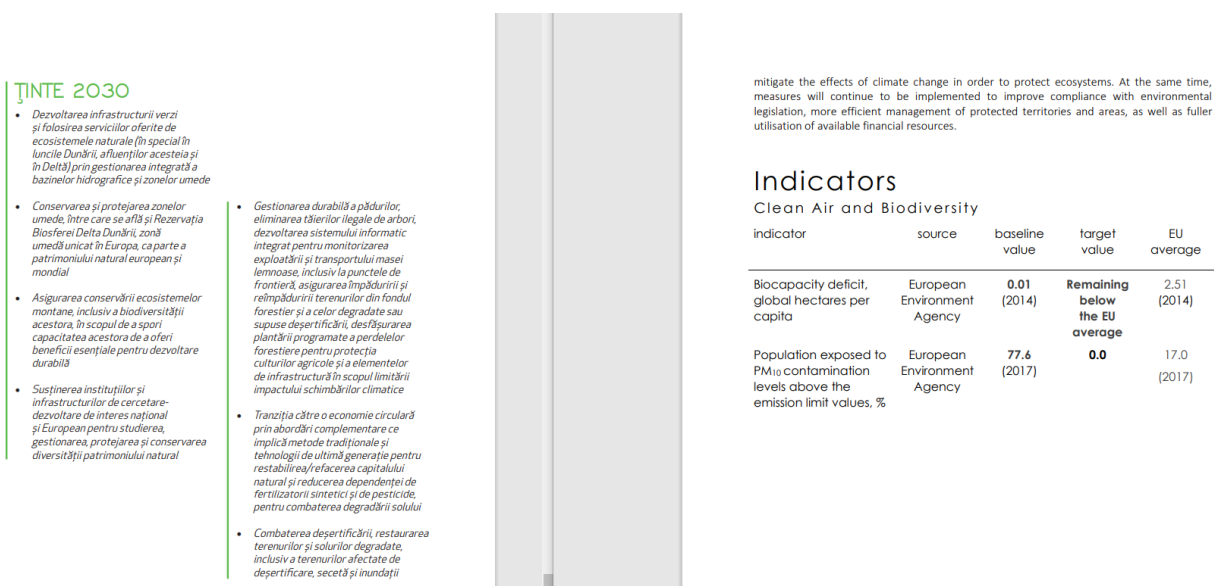 ŢINTE 2030
• Dezvoltarea infrastructurii verzi
și folosirea serviciilor oferite de
ecosistemele naturale (în special în
luncile Dunării, afluenților acesteia și
în Deltă) prin gestionarea integrată a
bazinelor hidrografice și zonelor umede
• Conservarea și protejarea zonelor
umede, între care se află și Rezervația
Biosferei Delta Dunării, zonă
umedă unicat în Europa, ca parte a
patrimoniului natural european și
mondial
• Asigurarea conservării ecosistemelor
montane, inclusiv a biodiversității
acestora, în scopul de a spori
capacitatea acestora de a oferi
beneficii esențiale pentru dezvoltare
durabilă
• Susținerea instituțiilor și
infrastructurilor de cercetare-
dezvoltare de interes național
și European pentru studierea,
gestionarea, protejarea și conservarea
diversității patrimoniului natural
• Gestionarea durabilă a pădurilor,
eliminarea tăierilor ilegale de arbori,
dezvoltarea sistemului informatic
integrat pentru monitorizarea
exploatării și transportului masei
lemnoase, inclusiv la punctele de
frontieră, asigurarea împăduririi și
reîmpăduririi terenurilor din fondul
forestier și a celor degradate sau
supuse deșertificării, desfășurarea
plantării programate a perdelelor
forestiere pentru protecția
culturilor agricole și a elementelor
de infrastructură în scopul limitării
impactului schimbărilor climatice
• Tranziția către o economie circulară
prin abordări complementare ce
implică metode tradiționale și
tehnologii de ultimă generație pentru
restabilirea/refacerea capitalului
natural și reducerea dependenței de
fertilizatorii sintetici și de pesticide,
pentru combaterea degradării solului
• Combaterea deșertificării, restaurarea
terenurilor și solurilor degradate,
inclusiv a terenurilor afectate de
deșertificare, secetă și inundații
mitigate the effects of climate change in order to protect ecosystems. At the same time,
measures will continue to be implemented to improve compliance with environmental
legislation, more efficient management of protected territories and areas, as well as fuller
utilisation of available financial resources.
Indicators
Clean Air and Biodiversity
indicator source baseline target EU
value value average
Biocapacity deficit, European 0.01 Remaining 2.51
global hectares per Environment (2014) below (2014)
capita Agency the EU
average
Population exposed to European 77.6 0.0 17.0
PM10 contamination Environment (2017) (2017)
levels above the Agency
emission limit values, %